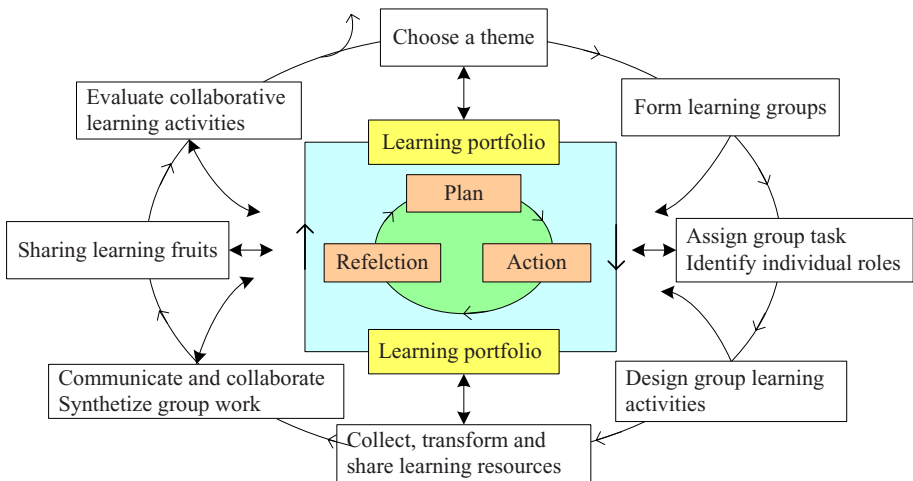 Choose a theme
Evaluate collaborative
learning activities
Form learning groups
Learning portfolio
Plan
Sharing learning fruits
Refelction
Action
Assign group task
Identify individual roles
Learning portfolio
Communicate and collaborate
Synthetize group work
Design group learning
activities
Collect, transform and
share learning resources